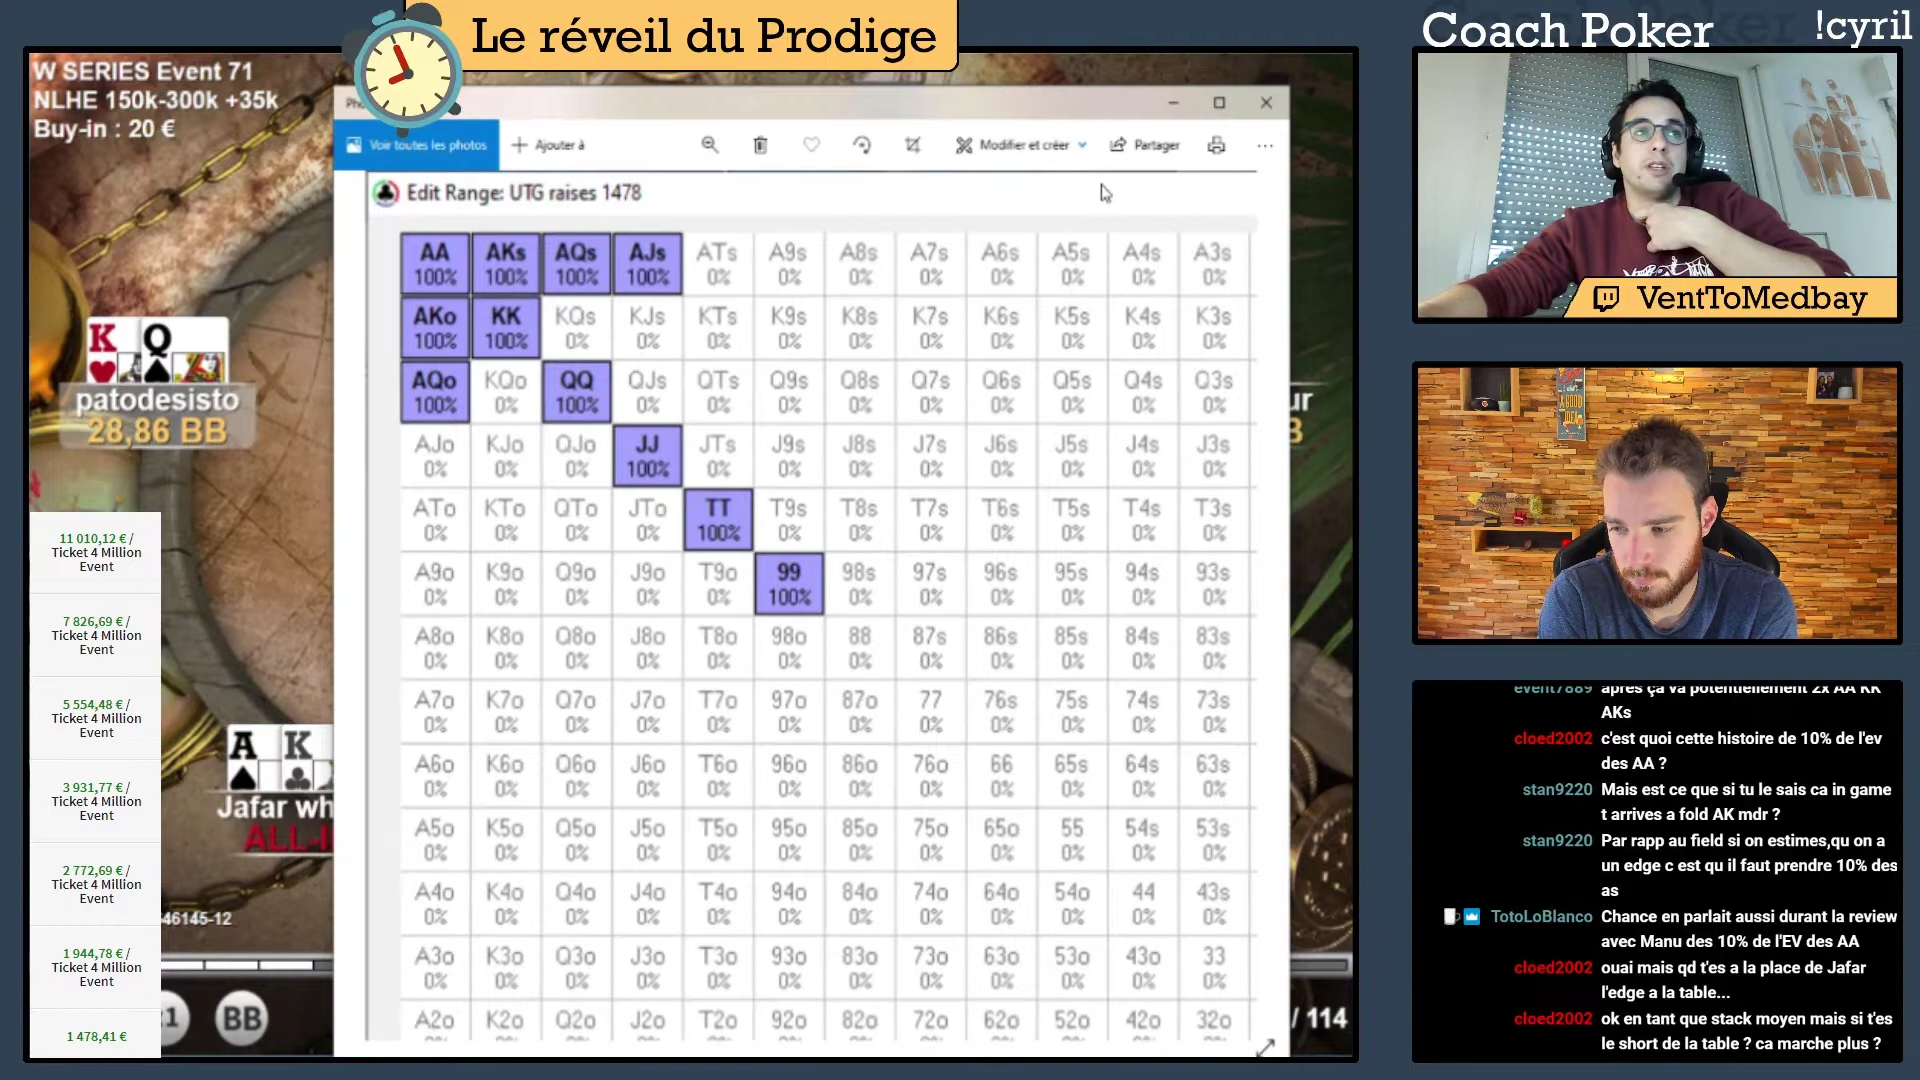 Le réveil du Prodige
Coach Poker
!cyril
W SERIES Event 71
NLHE 150k-300k +35k
Buy-in : 20 €
Voir toutes les photos
Ajouter à
Modifier et créer
Partager
Edit Range: UTG raises 1478
AA AKs AQs AJs ATs A9s A8s A7s A6s A5s A4s A3s
100% 100% 100% 100% 0% 0% 0% 0% 0% 0% 0% 0%
AKo KK KQs KJs KTs K9s K8s K7s K6s K5s K4s K3s
100% 100% 0% 0% 0% 0% 0% 0% 0% 0% 0% 0%
AQo KQo QQ QJs QTs Q9s Q8s Q7s Q6s Q5s Q4s Q3s
100% 0% 100% 0% 0% 0% 0% 0% 0% 0% 0% 0%
AJo KJo QJo JJ JTs J9s J8s J7s J6s J5s J4s J3s
0% 0% 0% 100% 0% 0% 0% 0% 0% 0% 0% 0%
ATo KTo QTo JTo TT T9s T8s T7s T6s T5s T4s T3s
0% 0% 0% 0% 100% 0% 0% 0% 0% 0% 0% 0%
A9o K9o Q9o J9o T9o 99 98s 97s 96s 95s 94s 93s
0% 0% 0% 0% 0% 100% 0% 0% 0% 0% 0% 0%
A8o K8o Q8o J8o T8o 98o 88 87s 86s 85s 84s 83s
0% 0% 0% 0% 0% 0% 0% 0% 0% 0% 0% 0%
A7o K7o Q7o J7o T7o 97o 87o 77 76s 75s 74s 73s
0% 0% 0% 0% 0% 0% 0% 0% 0% 0% 0% 0%
A6o K6o Q6o J6o T6o 96o 86o 76o 66 65s 64s 63s
0% 0% 0% 0% 0% 0% 0% 0% 0% 0% 0% 0%
A5o K5o Q5o J5o T5o 95o 85o 75o 65o 55 54s 53s
0% 0% 0% 0% 0% 0% 0% 0% 0% 0% 0% 0%
A4o K4o Q4o J4o T4o 94o 84o 74o 64o 54o 44 43s
0% 0% 0% 0% 0% 0% 0% 0% 0% 0% 0% 0%
A3o K3o Q3o J3o T3o 93o 83o 73o 63o 53o 43o 33
0% 0% 0% 0% 0% 0% 0% 0% 0% 0% 0% 0%
A2o K2o Q2o J2o T2o 92o 82o 72o 62o 52o 42o 32o
K Q
patodesisto
28,86 BB
A K
Jafar wh
ALL-I
46145-12
BB
/ 114
11 010,12 € /
Ticket 4 Million
Event
7 826,69 € /
Ticket 4 Million
Event
5 554,48 € /
Ticket 4 Million
Event
3 931,77 € /
Ticket 4 Million
Event
2 772,69 € /
Ticket 4 Million
Event
1 944,78 € /
Ticket 4 Million
Event
1 478,41 €
VentToMedbay
event7889 après ça va potentiellement 2x AA KK
AKs
cloed2002 c'est quoi cette histoire de 10% de l'ev
des AA ?
stan9220 Mais est ce que si tu le sais ca in game
t arrives a fold AK mdr ?
stan9220 Par rapp au field si on estimes,qu on a
un edge c est qu il faut prendre 10% des
as
TotoLoBlanco Chance en parlait aussi durant la review
avec Manu des 10% de l'EV des AA
cloed2002 ouai mais qd t'es a la place de Jafar
l'edge a la table...
cloed2002 ok en tant que stack moyen mais si t'es
le short de la table ? ca marche plus ?